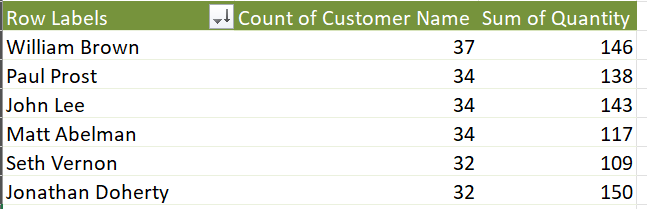 Row Labels Count of Customer Name Sum of Quantity
William Brown 37 146
Paul Prost 34 138
John Lee 34 143
Matt Abelman 34 117
Seth Vernon 32 109
Jonathan Doherty 32 150